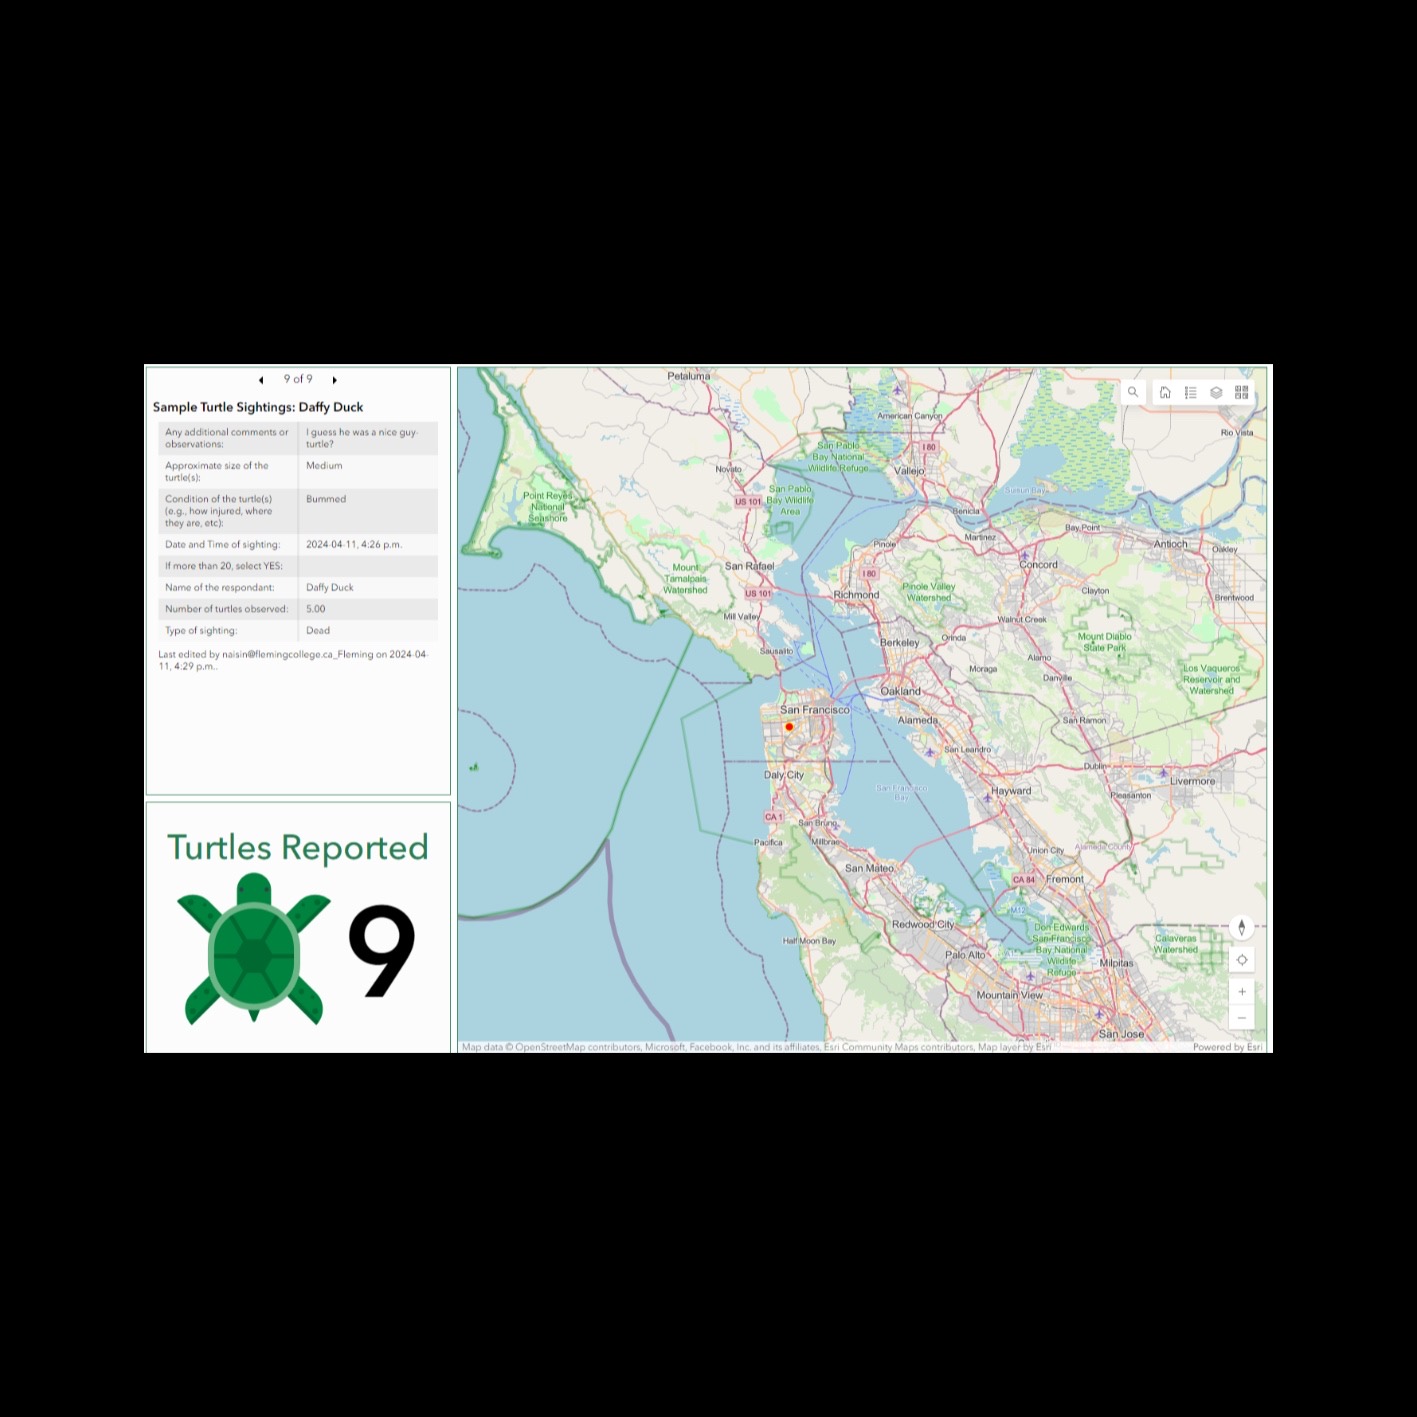 9 of 9
Sample Turtle Sightings: Daffy Duck
Any additional comments or
observations:
I guess he was a nice guy-
turtle?
Approximate size of the
turtle(s):
Medium
Condition of the turtle(s)
(e.g., how injured, where
they are, etc):
Bummed
Date and Time of sighting:
2024-04-11, 4:26 p.m.
If more than 20, select YES:
Name of the respondant:
Daffy Duck
Number of turtles observed:
5.00
Type of sighting:
Dead
Last edited by naisin@flemingcollege.ca_Fleming on 2024-04-
11, 4:29 p.m..
Turtles Reported
9
Petaluma
American Canyon
Rio Vista
San Pablo
Bay National
Wildlife Refuge
I 80
Vallejo
Novato
Point Reyes
National
Seashore
US 101
San Pablo
Bay Wildlife
Area
Suisun Bay
Benicia
Martinez
Bay Point
Antioch
Oakley
Pinole
Concord
Mount
Tamalpais
Watershed
San Rafael
I 80
Richmond
Pinole Valley
Watershed
Clayton
Brentwood
US 101
Mill Valley
Walnut Creek
Berkeley
Orinda
Mount Diablo
State Park
Sausalito
Moraga
Alamo
Danville
Los Vaqueros
Reservoir and
Watershed
Oakland
San Francisco
Alameda
San Ramon
San Leandro
Daly City
Dublin
Livermore
San Francisco
Bay
Hayward
Pleasanton
CA 1
San Bruno
Pacifica
Millbrae
Union City
Alameda County
San Mateo
CA 84
Fremont
M12
Redwood City
Don Edwards
San Francisco
Bay National
Wildlife
Refuge
Half Moon Bay
Calaveras
Watershed
Palo Alto
Milpitas
Mountain View
San Jose
Map data © OpenStreetMap contributors, Microsoft, Facebook, Inc. and its affiliates, Esri Community Maps contributors, Map layer by Esri
Powered by Esri